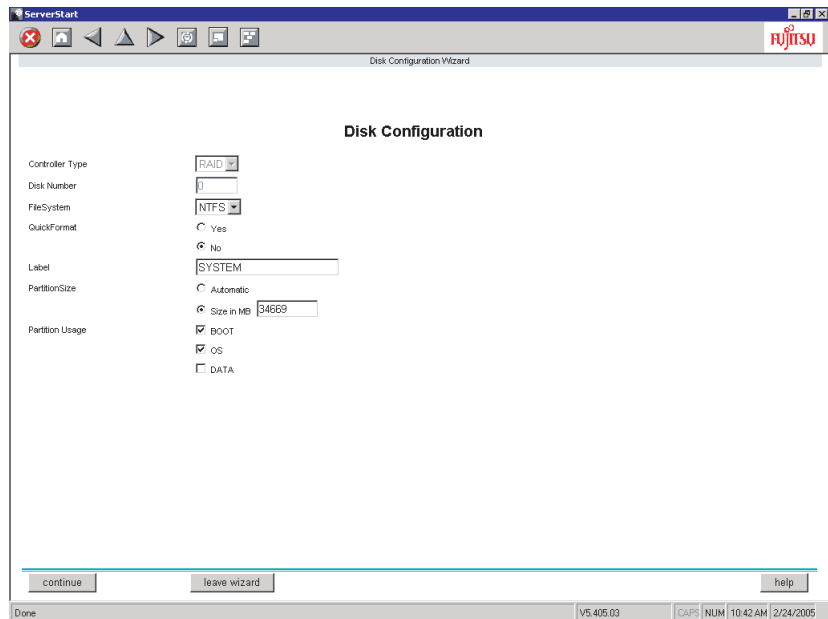 ServerStart
FUJITSU
Disk Configuration Wizard
Disk Configuration
Controller Type RAID
Disk Number 0
FileSystem NTFS
QuickFormat Yes
No
Label SYSTEM
PartitionSize Automatic
Size in MB 34669
Partition Usage BOOT
OS
DATA
continue leave wizard help
Done V5.405.03 CAPS NUM 10:42 AM 2/24/2005